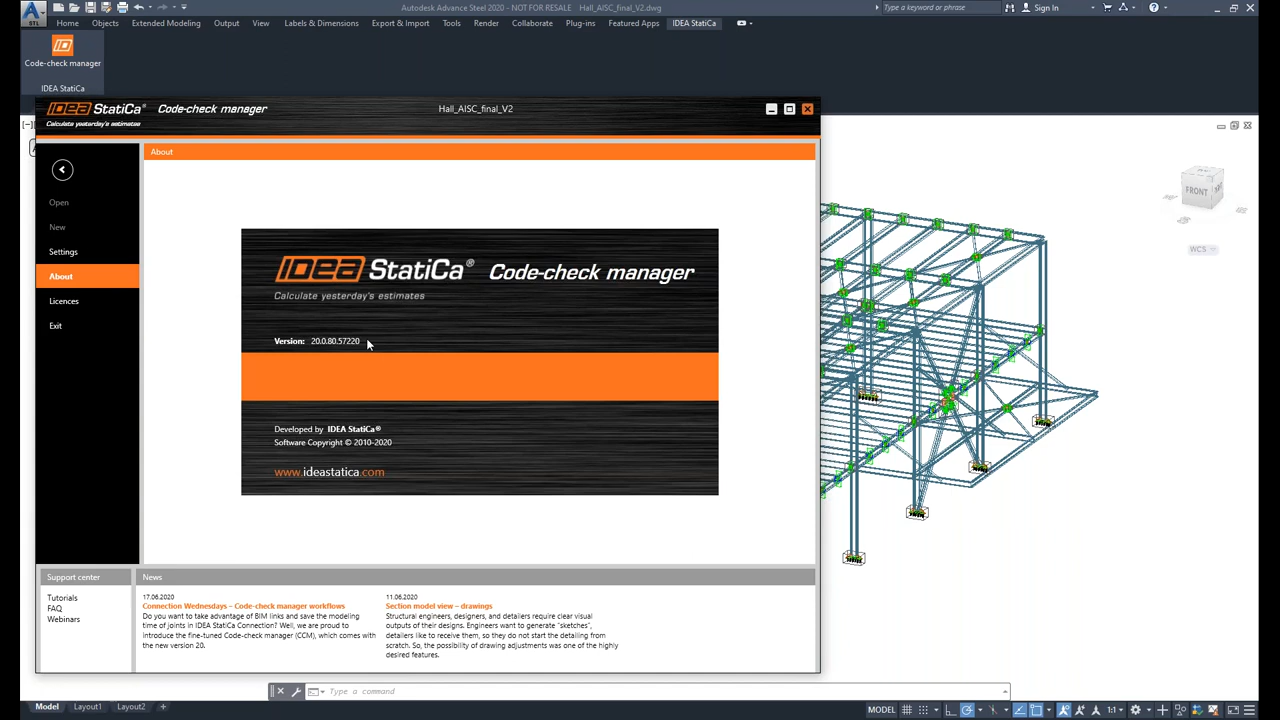 Autodesk Advance Steel 2020 - NOT FOR RESALE Hall_AISC_final_V2.dwg
Type a keyword or phrase
Sign In
STL
Home Objects Extended Modeling Output View Labels & Dimensions Export & Import Tools Render Collaborate Plug-ins Featured Apps IDEA StatiCa
Code-check manager
IDEA StatiCa
IDEA StatiCa® Code-check manager
Calculate yesterday's estimates
Hall_AISC_final_V2
About
Open
New
Settings
About
Licences
Exit
IDEA StatiCa® Code-check manager
Calculate yesterday's estimates
Version: 20.0.80.57220
Developed by IDEA StatiCa®
Software Copyright © 2010-2020
www.ideastatica.com
FRONT
WCS
Support center
Tutorials
FAQ
Webinars
News
17.06.2020
Connection Wednesdays – Code-check manager workflows
Do you want to take advantage of BIM links and save the modeling
time of joints in IDEA StatiCa Connection? Well, we are proud to
introduce the fine-tuned Code-check manager (CCM), which comes with
the new version 20.
11.06.2020
Section model view – drawings
Structural engineers, designers, and detailers require clear visual
outputs of their designs. Engineers want to generate "sketches",
detailers like to receive them, so they do not start the detailing from
scratch. So, the possibility of drawing adjustments was one of the highly
desired features.
Type a command
Model Layout1 Layout2 +
MODEL 1:1